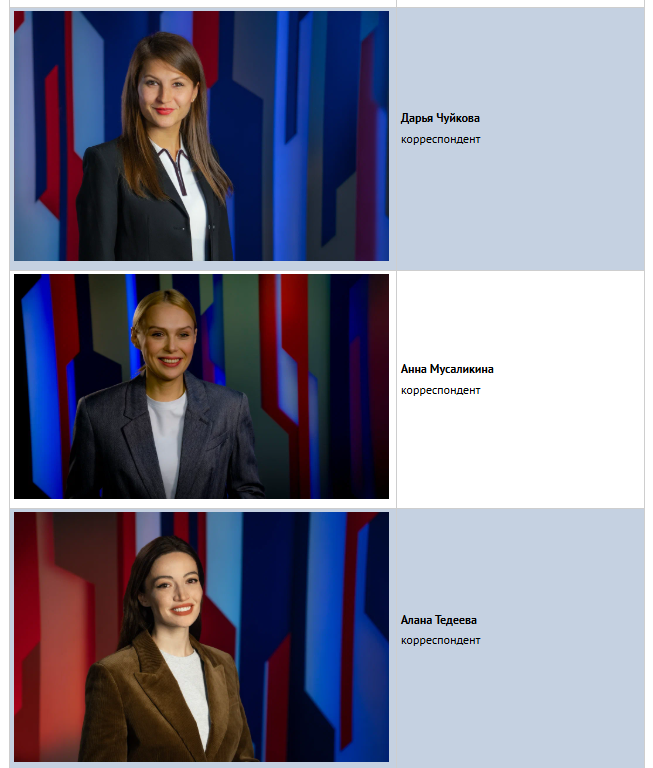 Дарья Чуйкова
корреспондент
Анна Мусаликина
корреспондент
Алана Тедеева
корреспондент